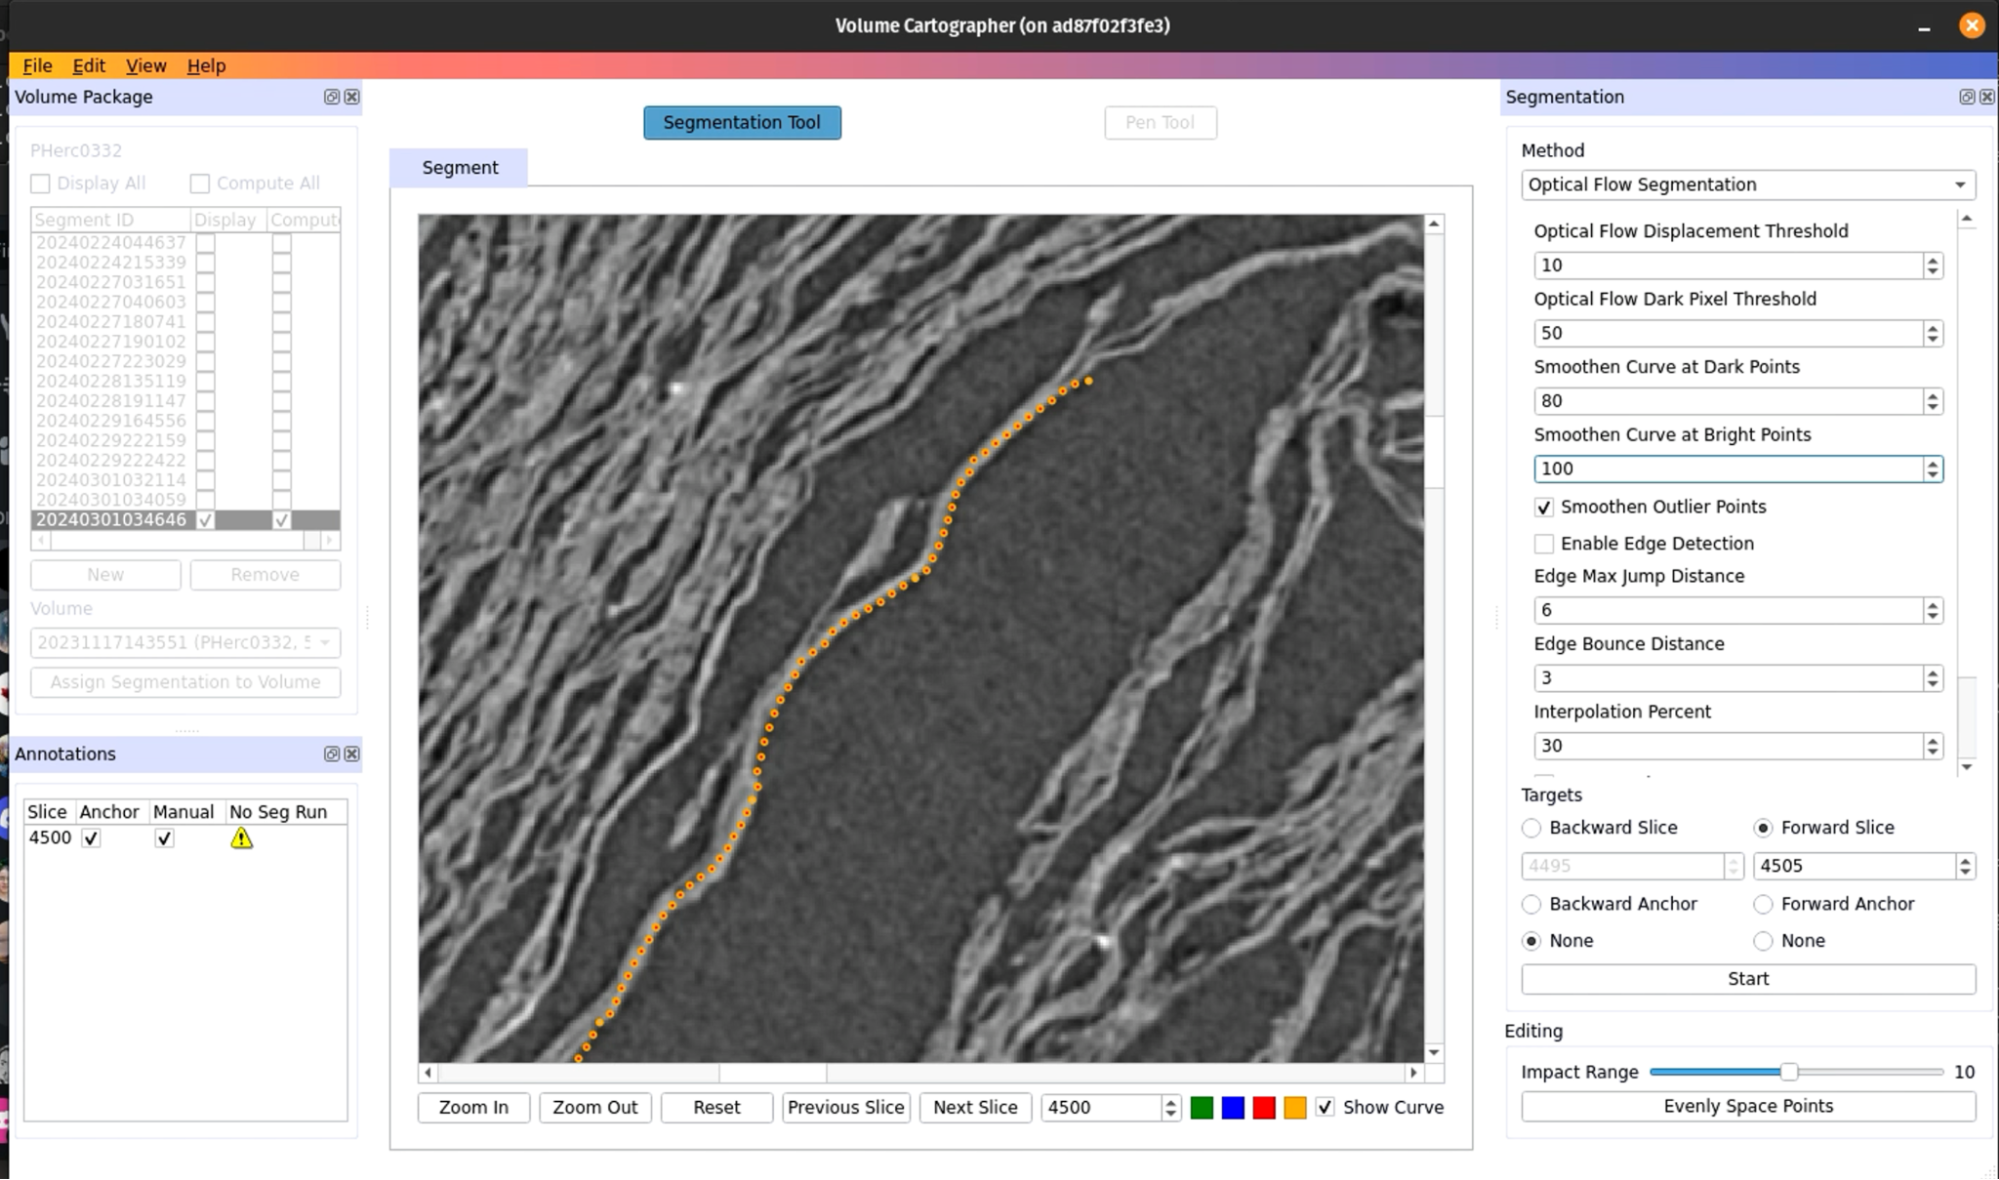 Volume Cartographer (on ad87f02f3fe3)
File Edit View Help
Volume Package
PHerc0332
Display All Compute All
Segment ID Display Compute
20240224044637
20240224215339
20240227031651
20240227040603
20240227180741
20240227190102
20240227223029
20240228135119
20240228191147
20240229164556
20240229222159
20240229222422
20240301032114
20240301034059
20240301034646
New Remove
Volume
20231117143551 (PHerc0332, 5
Assign Segmentation to Volume
Annotations
Slice Anchor Manual No Seg Run
4500
Segmentation Tool Pen Tool
Segment
Zoom In Zoom Out Reset Previous Slice Next Slice 4500 Show Curve
Segmentation
Method
Optical Flow Segmentation
Optical Flow Displacement Threshold
10
Optical Flow Dark Pixel Threshold
50
Smoothen Curve at Dark Points
80
Smoothen Curve at Bright Points
100
Smoothen Outlier Points
Enable Edge Detection
Edge Max Jump Distance
6
Edge Bounce Distance
3
Interpolation Percent
30
Targets
Backward Slice Forward Slice
4495 4505
Backward Anchor Forward Anchor
None None
Start
Editing
Impact Range 10
Evenly Space Points